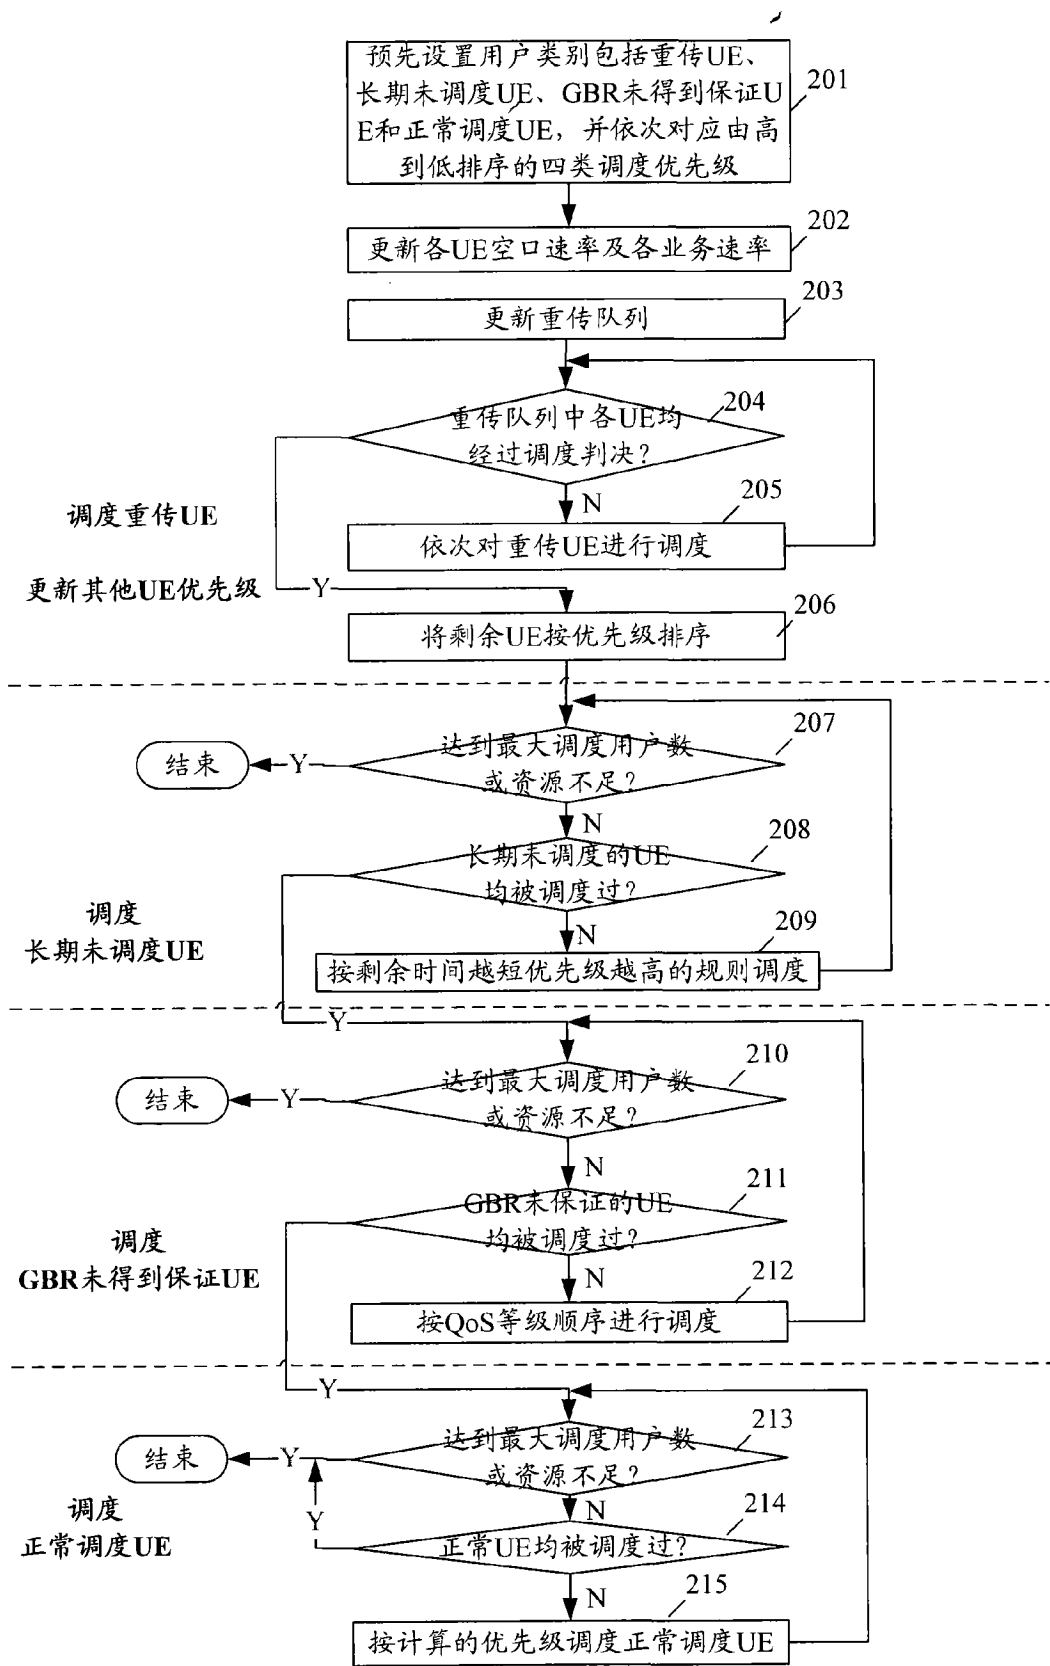 预先设置用户类别包括重传UE、
长期未调度UE、GBR未得到保证U
E和正常调度UE，并依次对应由高
到低排序的四类调度优先级
201
202
更新各UE空口速率及各业务速率
203
更新重传队列
204
重传队列中各UE均
经过调度判决？
N
205
调度重传UE
依次对重传UE进行调度
更新其他UE优先级
Y
206
将剩余UE按优先级排序
207
达到最大调度用户数
或资源不足？
Y
结束
N
208
长期未调度的UE
均被调度过？
调度
长期未调度UE
N
209
按剩余时间越短优先级越高的规则调度
Y
210
达到最大调度用户数
或资源不足？
Y
结束
N
211
GBR未保证的UE
均被调度过？
调度
GBR未得到保证UE
N
212
按QoS等级顺序进行调度
Y
213
达到最大调度用户数
或资源不足？
Y
结束
N
214
调度
正常调度UE
Y
正常UE均被调度过？
N
215
按计算的优先级调度正常调度UE